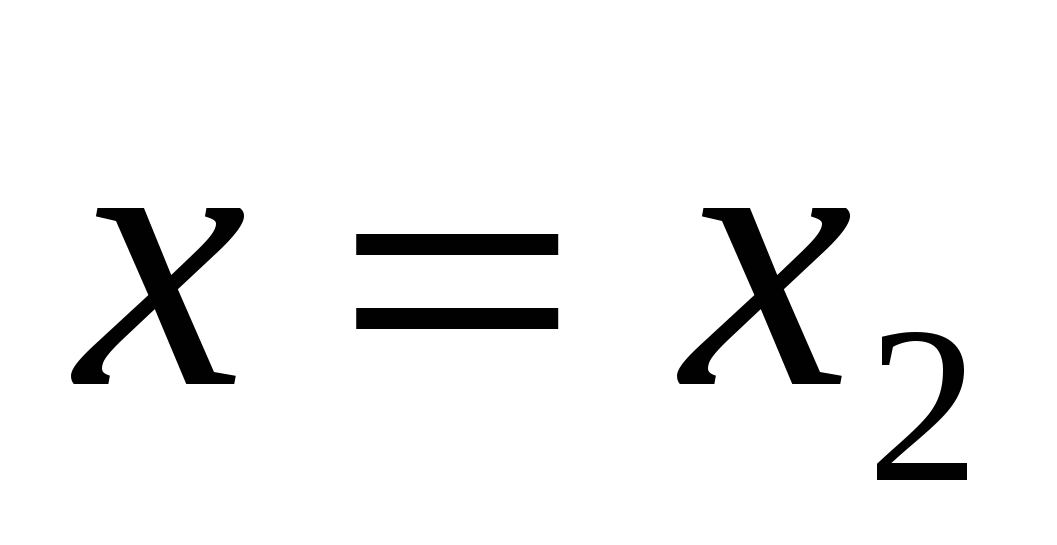 x = x₂